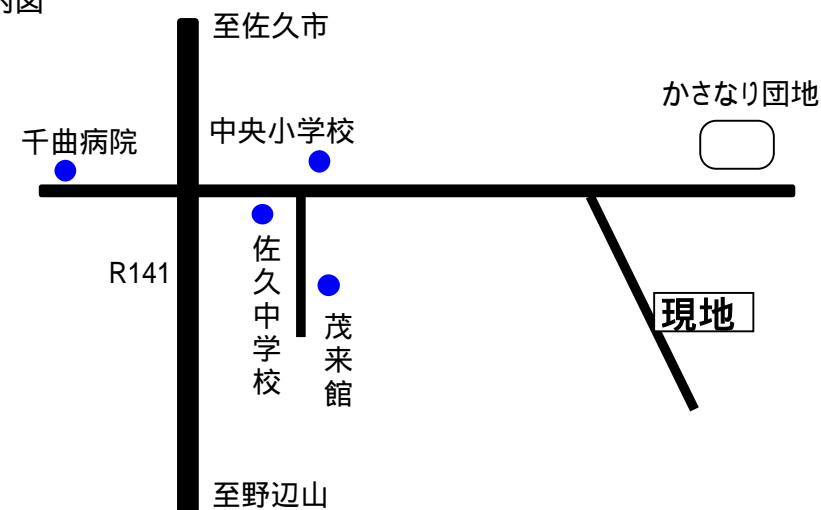 内図
至佐久市
かさなり団地
千曲病院
中央小学校
R141
佐久中学校
茂来館
現地
至野辺山